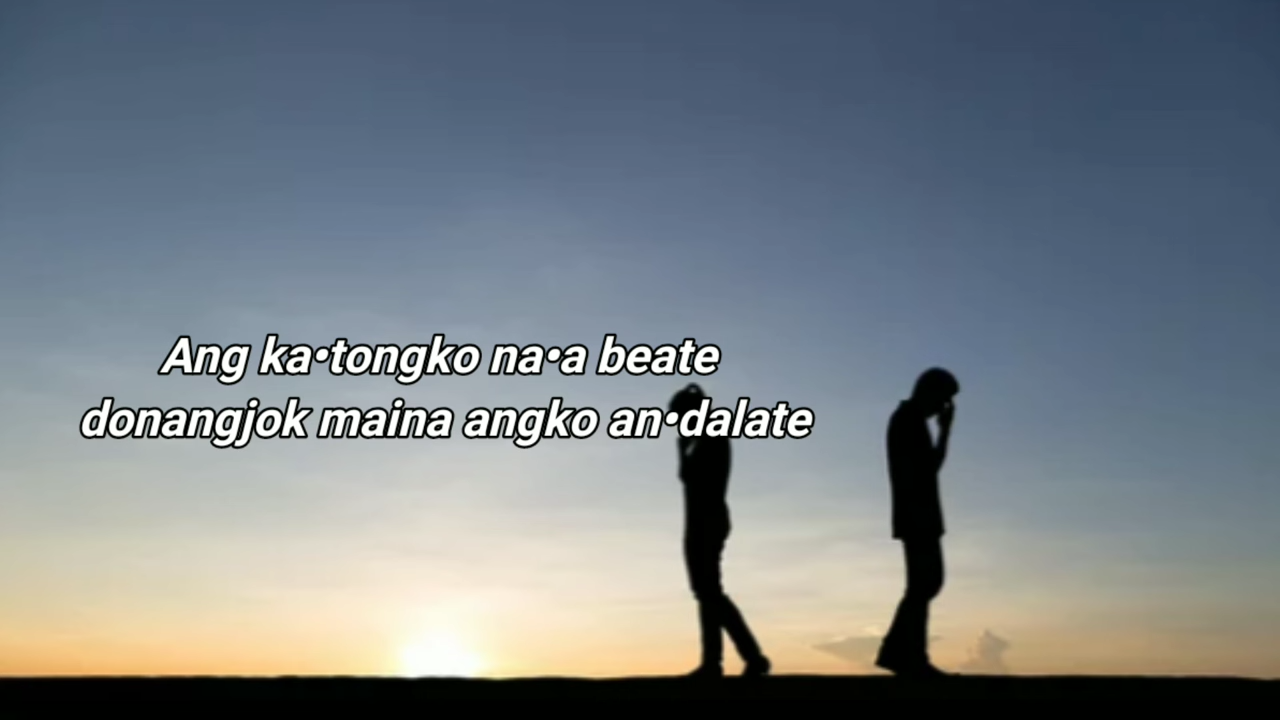 Ang ka•tongko na•a beate
donangjok maina angko an•dalate